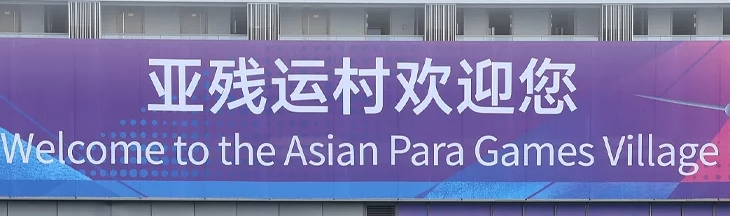 亚残运村欢迎您
Welcome to the Asian Para Games Village